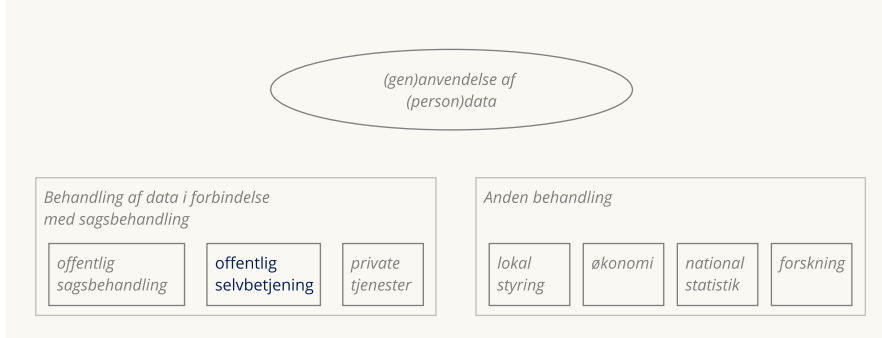 (gen)anvendelse af
(person)data
Behandling af data i forbindelse
med sagsbehandling
offentlig
sagsbehandling
offentlig
selvbetjening
private
tjenester
Anden behandling
lokal
styring
økonomi
national
statistik
forskning